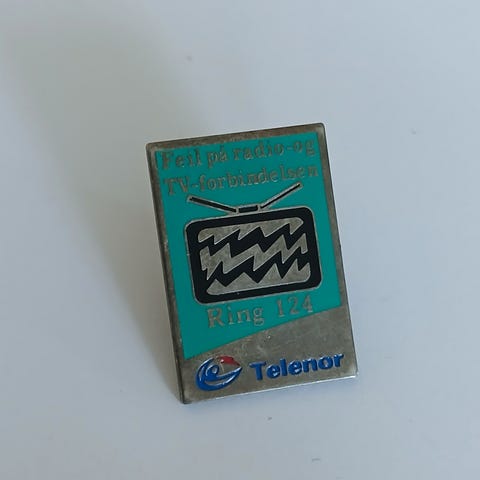 Feil på radio-og
TV-forbindelsen
Ring 124
Telenor